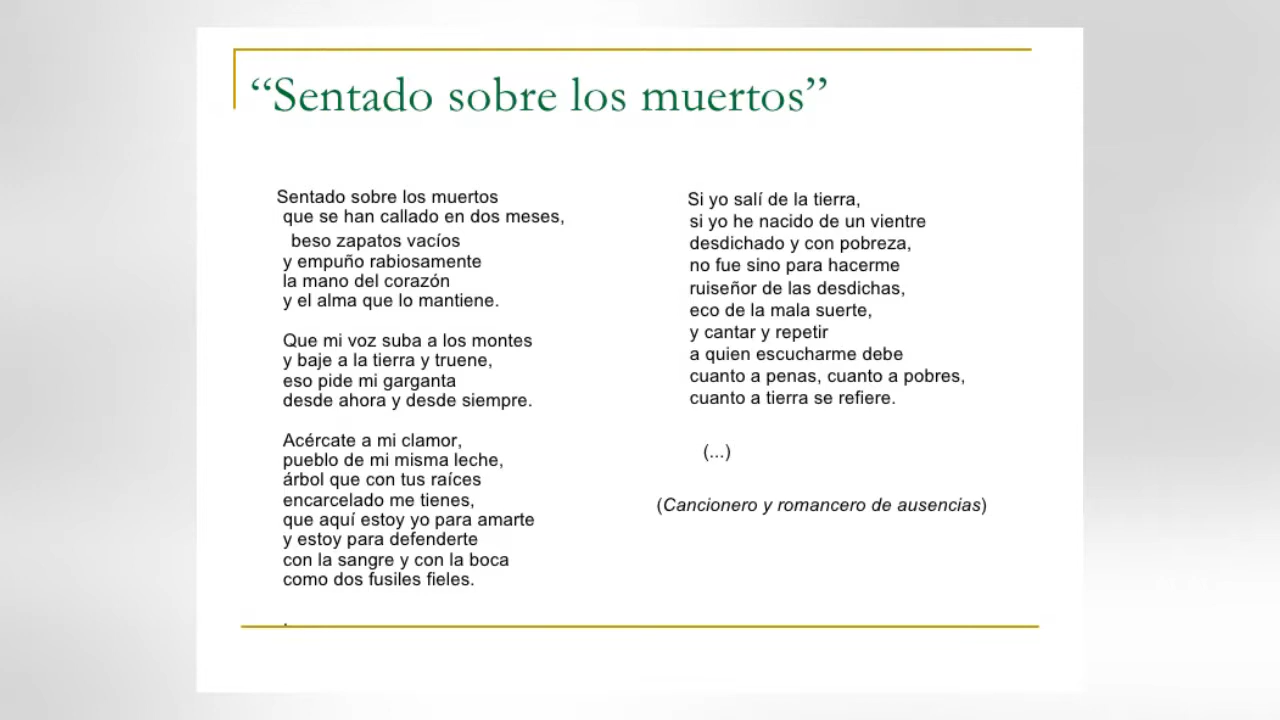 “Sentado sobre los muertos”
Sentado sobre los muertos
que se han callado en dos meses,
beso zapatos vacíos
y empuño rabiosamente
la mano del corazón
y el alma que lo mantiene.
Que mi voz suba a los montes
y baje a la tierra y truene,
eso pide mi garganta
desde ahora y desde siempre.
Acércate a mi clamor,
pueblo de mi misma leche,
árbol que con tus raíces
encarcelado me tienes,
que aquí estoy yo para amarte
y estoy para defenderte
con la sangre y con la boca
como dos fusiles fieles.
.
Si yo salí de la tierra,
si yo he nacido de un vientre
desdichado y con pobreza,
no fue sino para hacerme
ruiseñor de las desdichas,
eco de la mala suerte,
y cantar y repetir
a quien escucharme debe
cuanto a penas, cuanto a pobres,
cuanto a tierra se refiere.
(...)
(Cancionero y romancero de ausencias)